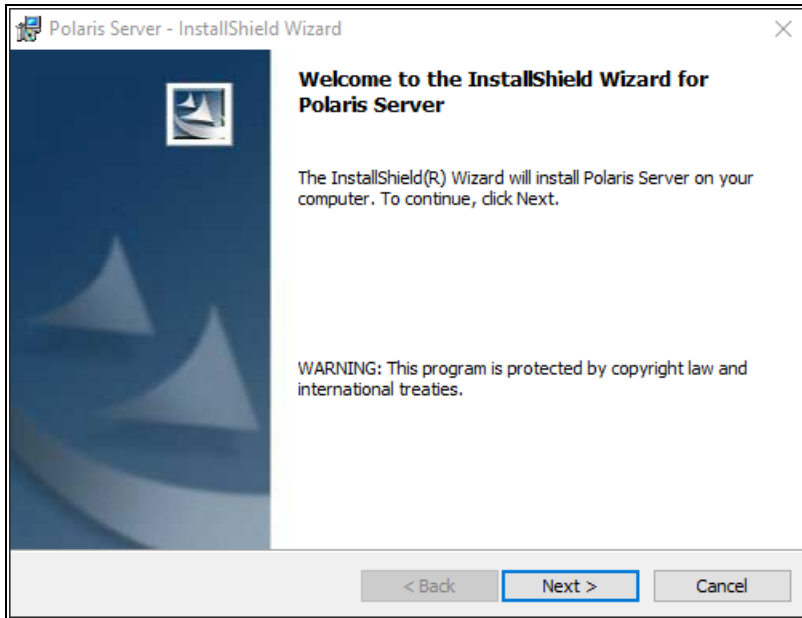 Polaris Server - InstallShield Wizard
Welcome to the InstallShield Wizard for
Polaris Server
The InstallShield(R) Wizard will install Polaris Server on your
computer. To continue, click Next.
WARNING: This program is protected by copyright law and
international treaties.
< Back
Next >
Cancel